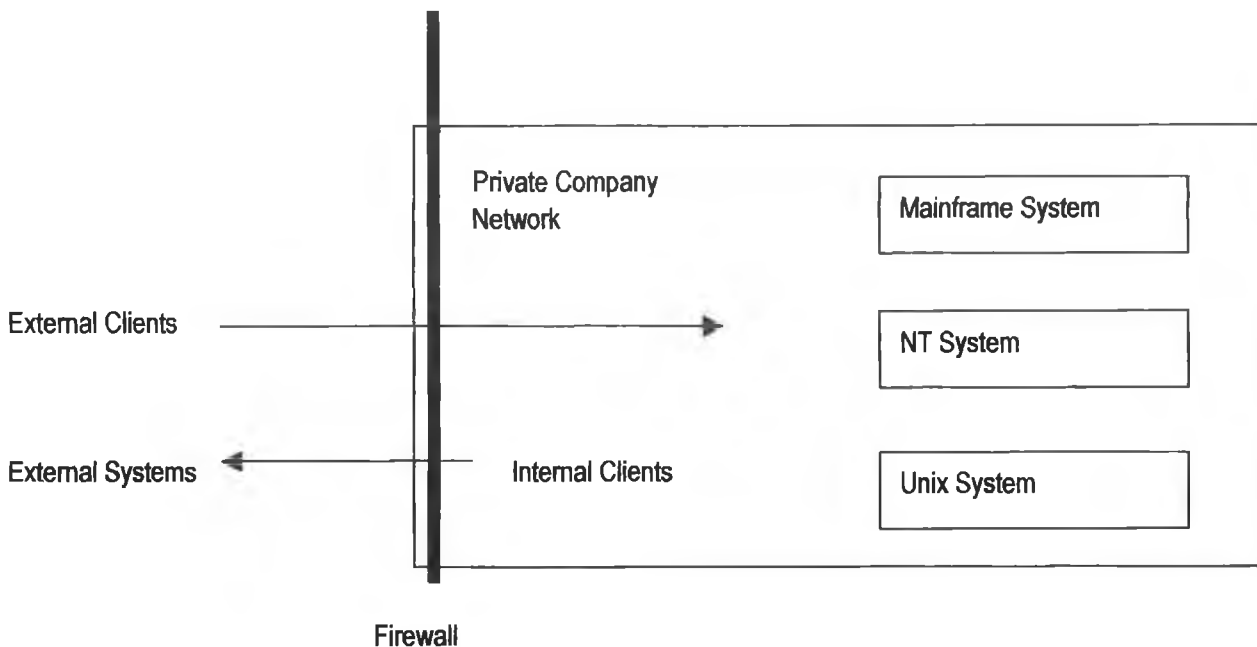 Private Company
Network
Mainframe System
External Clients
NT System
External Systems
Internal Clients
Unix System
Firewall